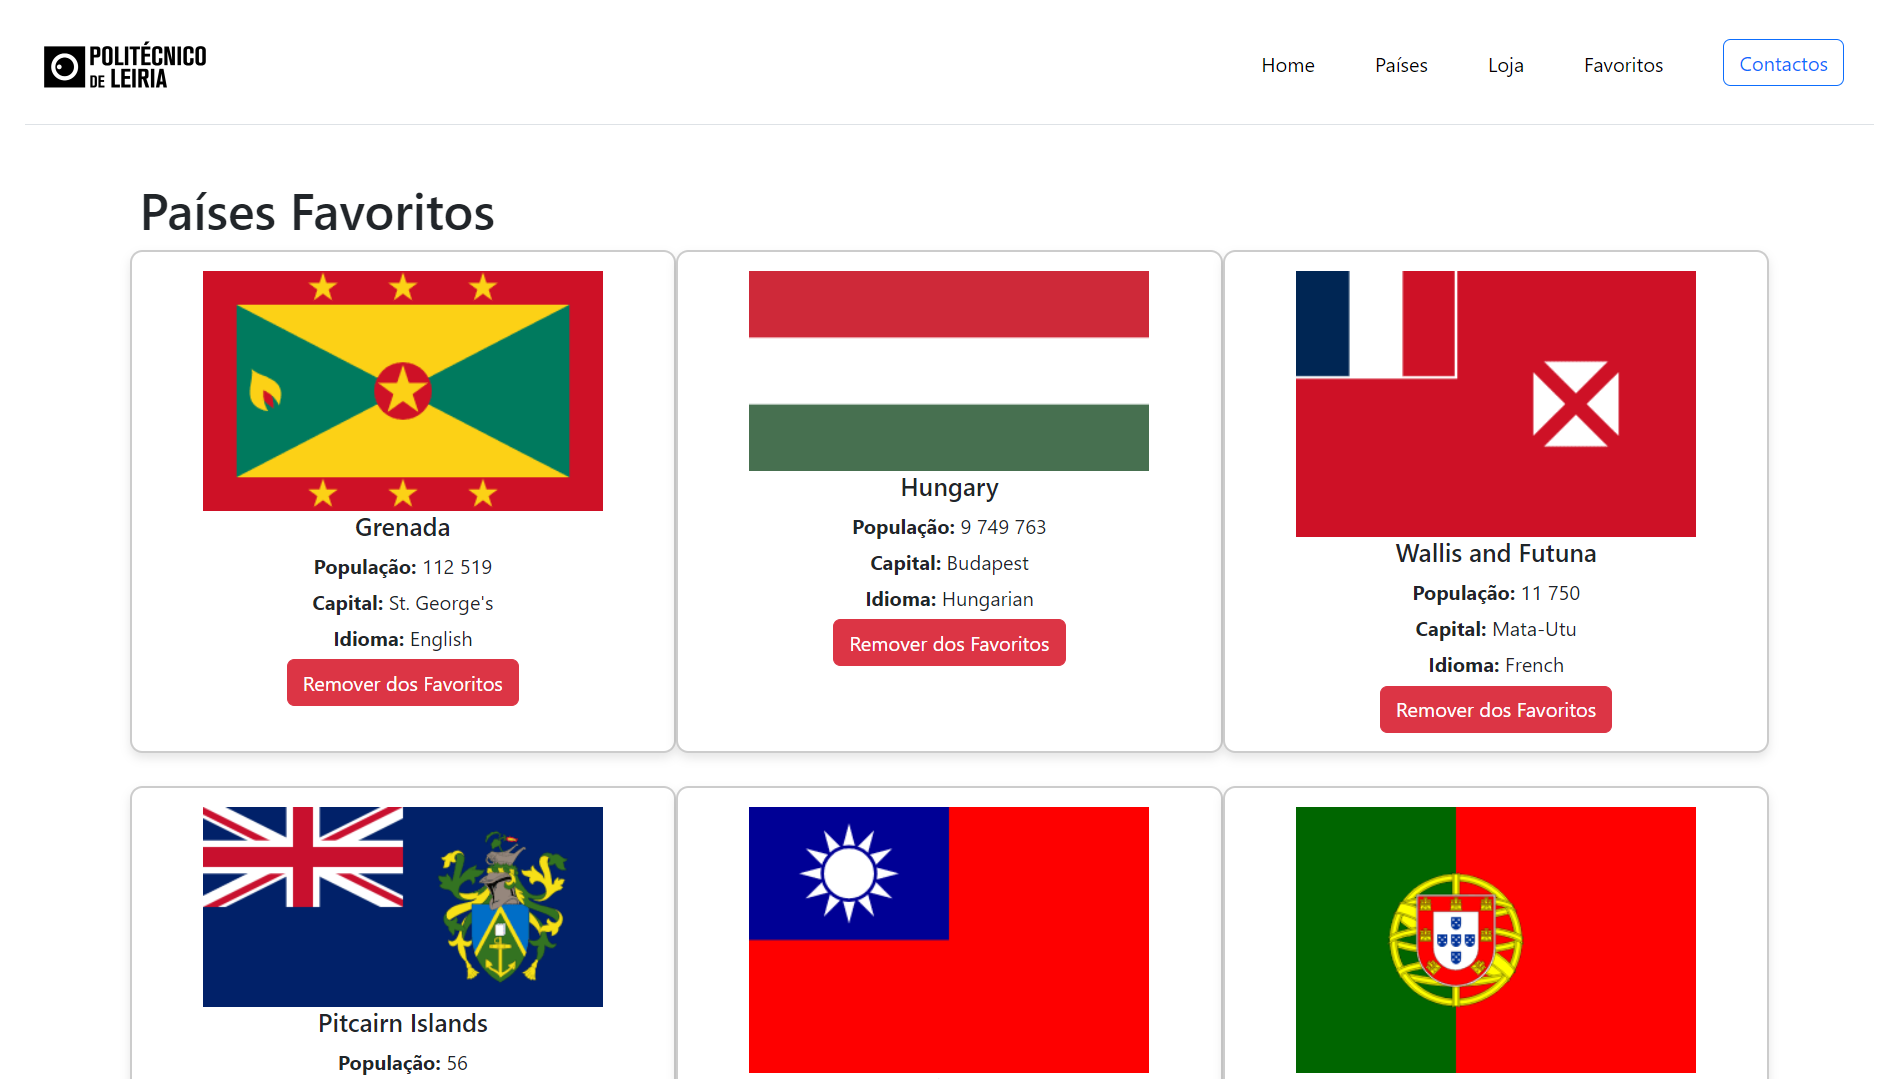 POLITÉCNICO
DE LEIRIA
Home
Países
Loja
Favoritos
Contactos
Países Favoritos
Grenada
População: 112 519
Capital: St. George's
Idioma: English
Remover dos Favoritos
Hungary
População: 9 749 763
Capital: Budapest
Idioma: Hungarian
Remover dos Favoritos
Wallis and Futuna
População: 11 750
Capital: Mata-Utu
Idioma: French
Remover dos Favoritos
Pitcairn Islands
População: 56